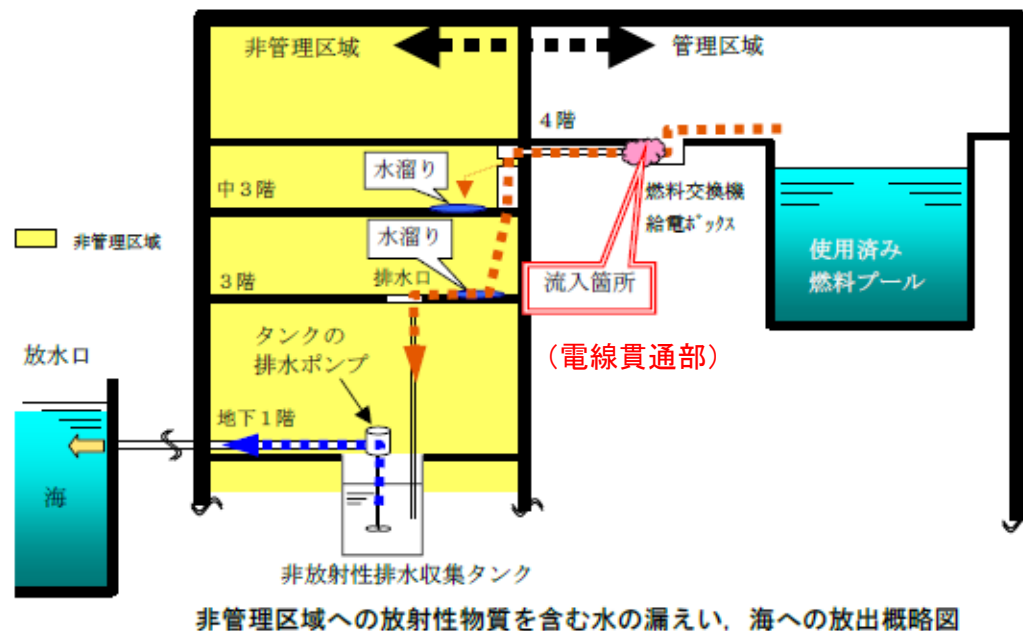 非管理区域
管理区域
4階
水溜り
中3階
燃料交換機
給電ﾎﾞｯｸｽ
水溜り
非管理区域
使用済み
燃料プール
3階
排水口
流入箇所
タンクの
排水ポンプ
(電線貫通部)
放水口
地下1階
海
非放射性排水収集タンク
非管理区域への放射性物質を含む水の漏えい，海への放出概略図